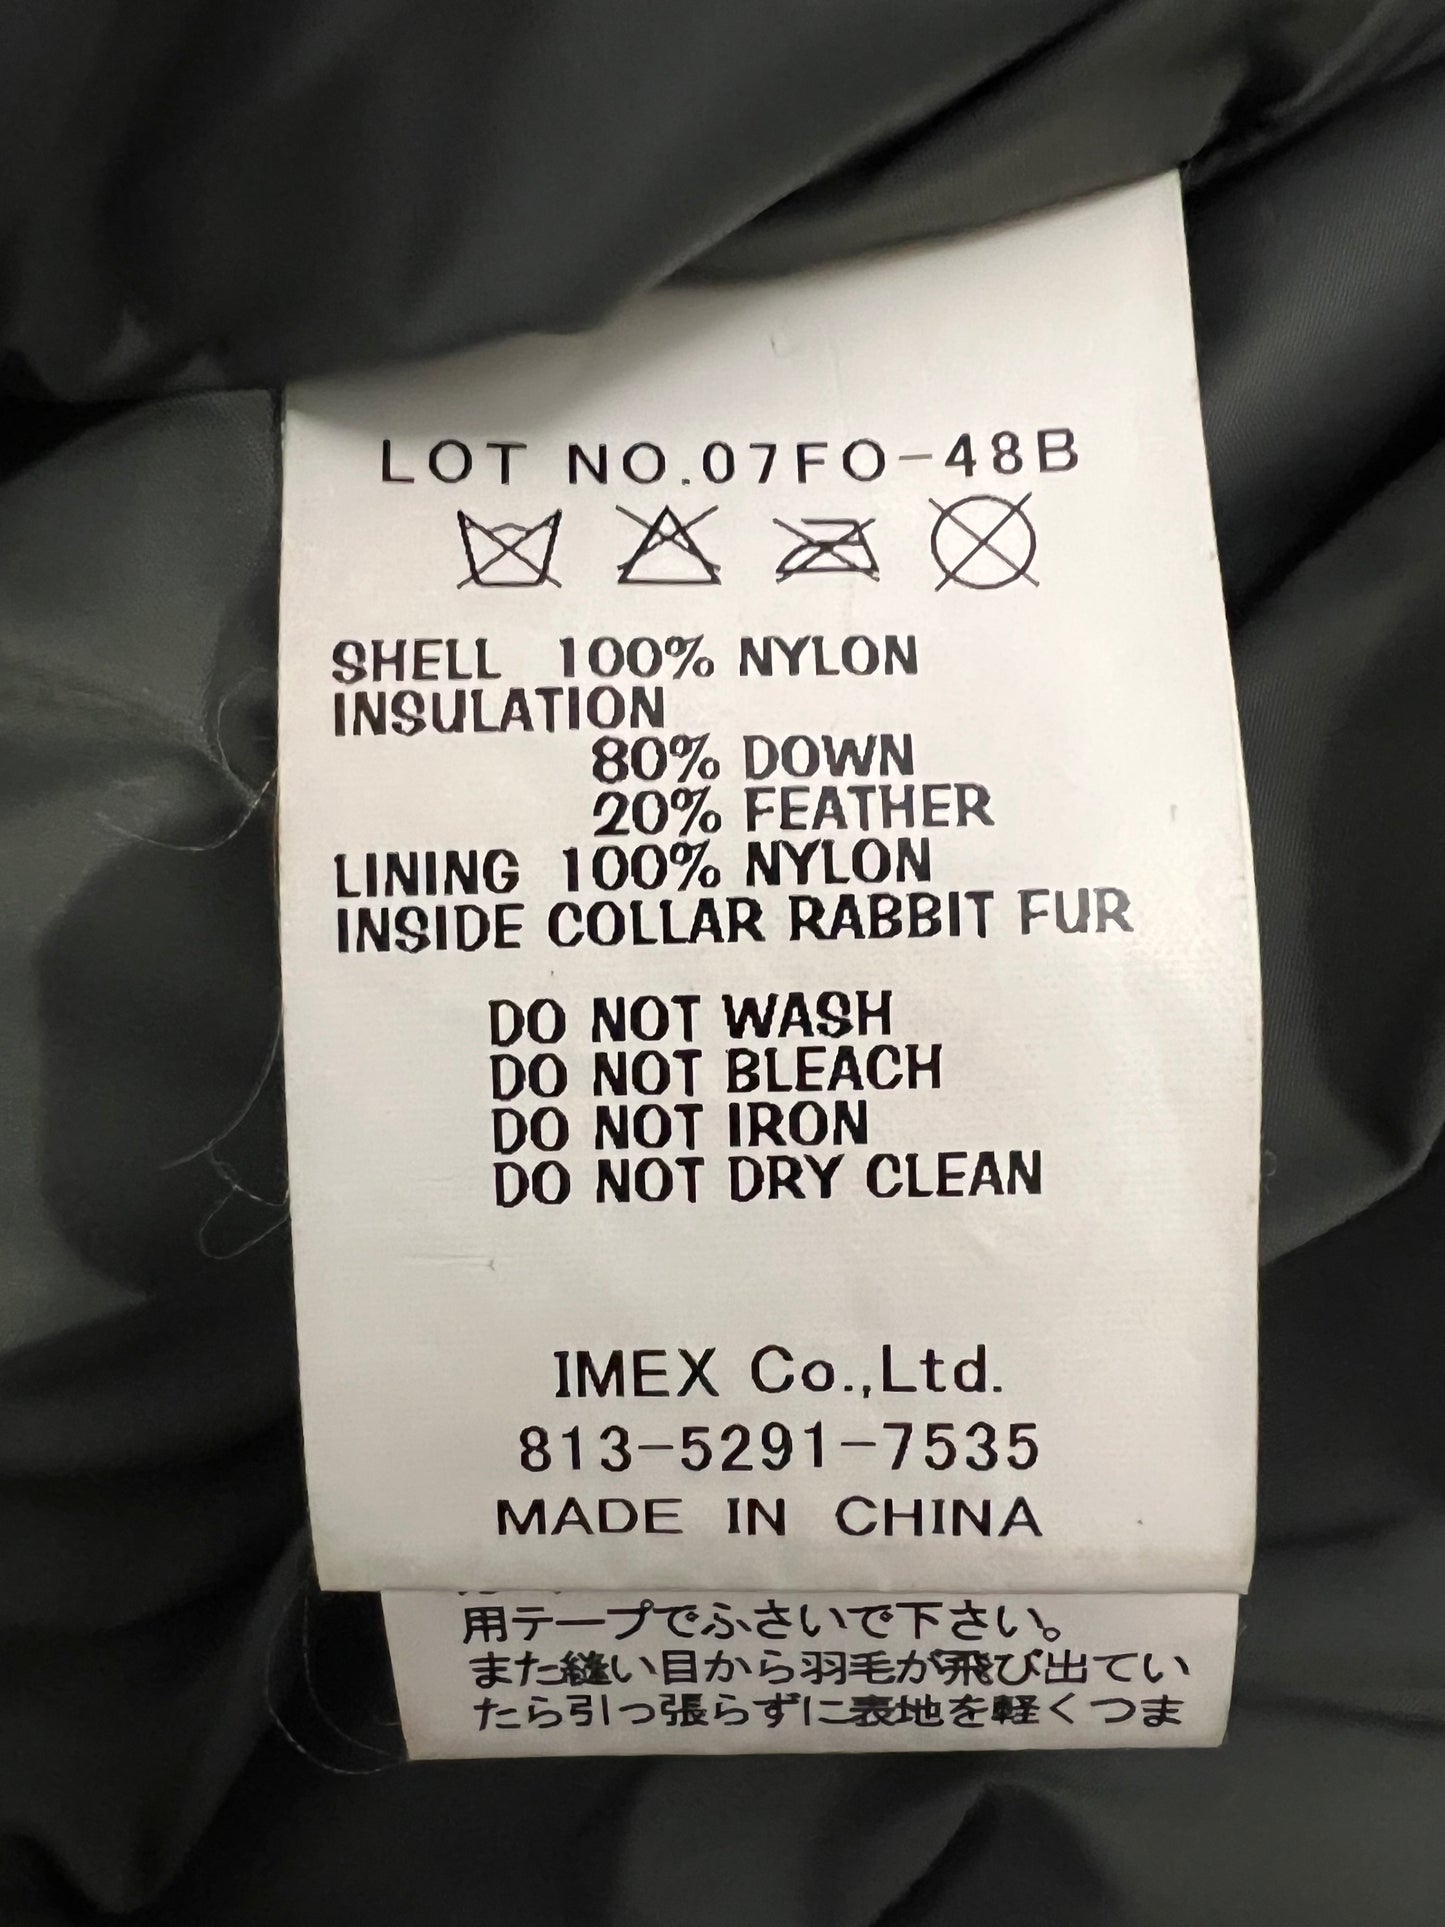 LOT NO.07FO-48B
SHELL 100% NYLON
INSULATION
80% DOWN
20% FEATHER
LINING 100% NYLON
INSIDE COLLAR RABBIT FUR
DO NOT WASH
DO NOT BLEACH
DO NOT IRON
DO NOT DRY CLEAN
IMEX Co.,Ltd.
813-5291-7535
MADE IN CHINA
用テープでふさいで下さい。
また縫い目から羽毛が飛び出てい
たら引っ張らずに表地を軽くつま